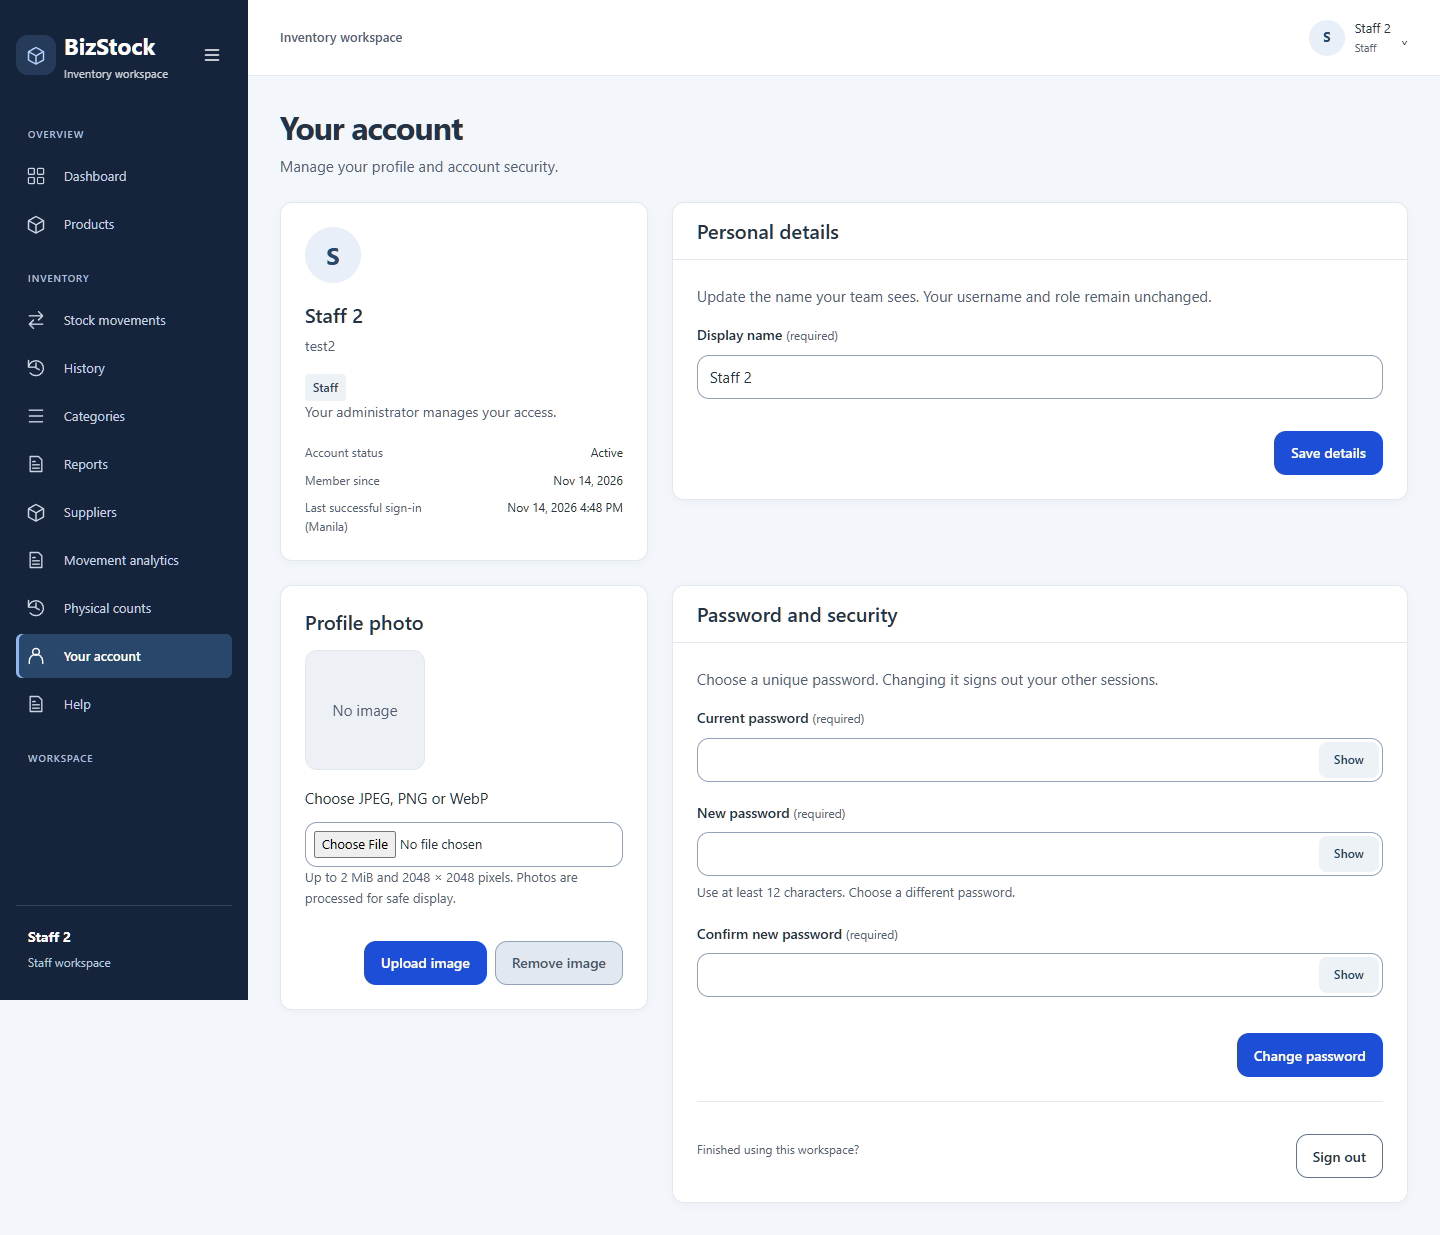 BizStock
Inventory workspace
OVERVIEW
Dashboard
Products
INVENTORY
Stock movements
History
Categories
Reports
Suppliers
Movement analytics
Physical counts
Your account
Help
WORKSPACE
Staff 2
Staff workspace
Inventory workspace
S
Staff 2
Staff
Your account
Manage your profile and account security.
S
Staff 2
test2
Staff
Your administrator manages your access.
Account status Active
Member since Nov 14, 2026
Last successful sign-in Nov 14, 2026 4:48 PM
(Manila)
Personal details
Update the name your team sees. Your username and role remain unchanged.
Display name (required)
Staff 2
Save details
Profile photo
No image
Choose JPEG, PNG or WebP
Choose File No file chosen
Up to 2 MiB and 2048 × 2048 pixels. Photos are
processed for safe display.
Upload image
Remove image
Password and security
Choose a unique password. Changing it signs out your other sessions.
Current password (required)
Show
New password (required)
Show
Use at least 12 characters. Choose a different password.
Confirm new password (required)
Show
Change password
Finished using this workspace?
Sign out